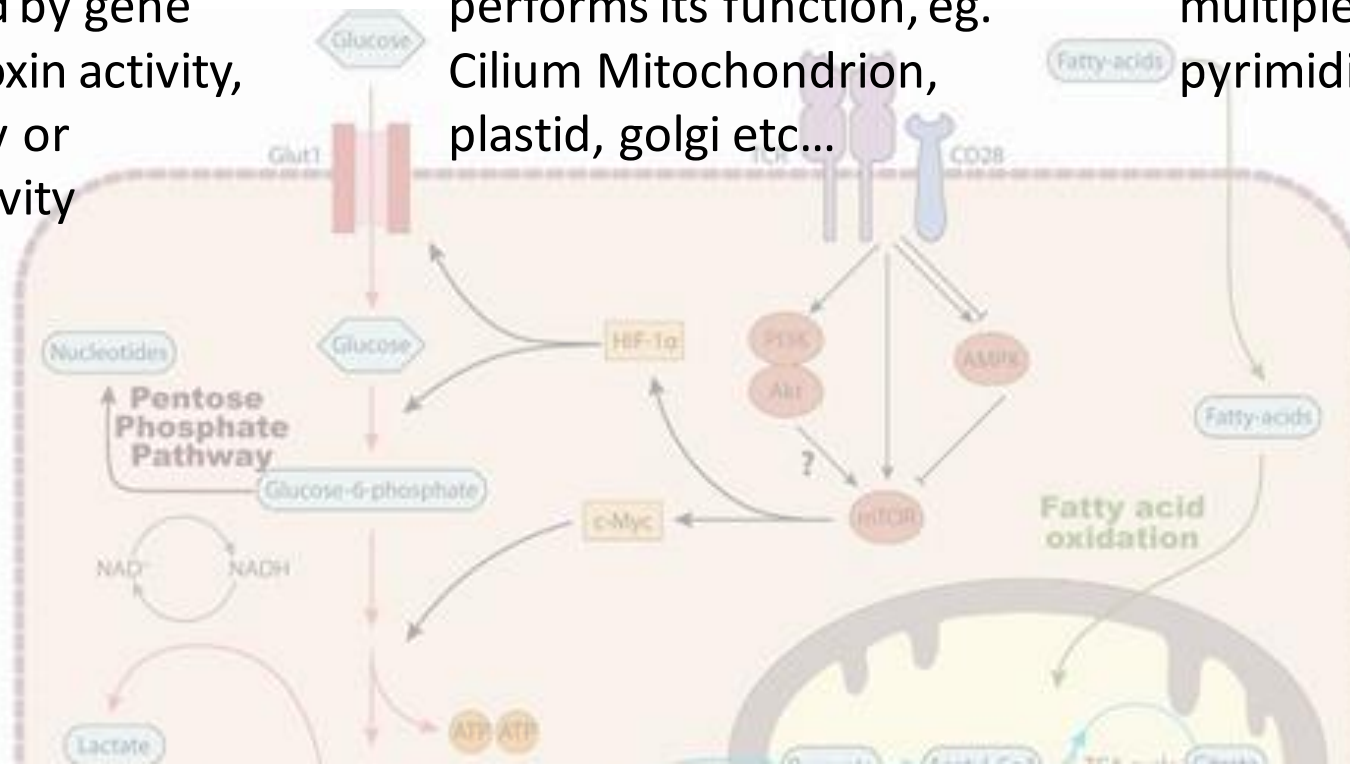 d by gene
oxin activity,
y or
vity
performs its function, eg.
Cilium Mitochondrion,
plastid, golgi etc…
multiple
pyrimidi
Glucose
Fatty-acids
Glut1
TCR
CD28
Nucleotides
Glucose
HIF-1α
PI3K
AMPK
Akt
Pentose
Phosphate
Pathway
Fatty-acids
?
Glucose-6-phosphate
c-Myc
mTOR
Fatty acid
oxidation
NAD⁺
NADH
ATP ATP
Lactate
TCA cycle
Citrate